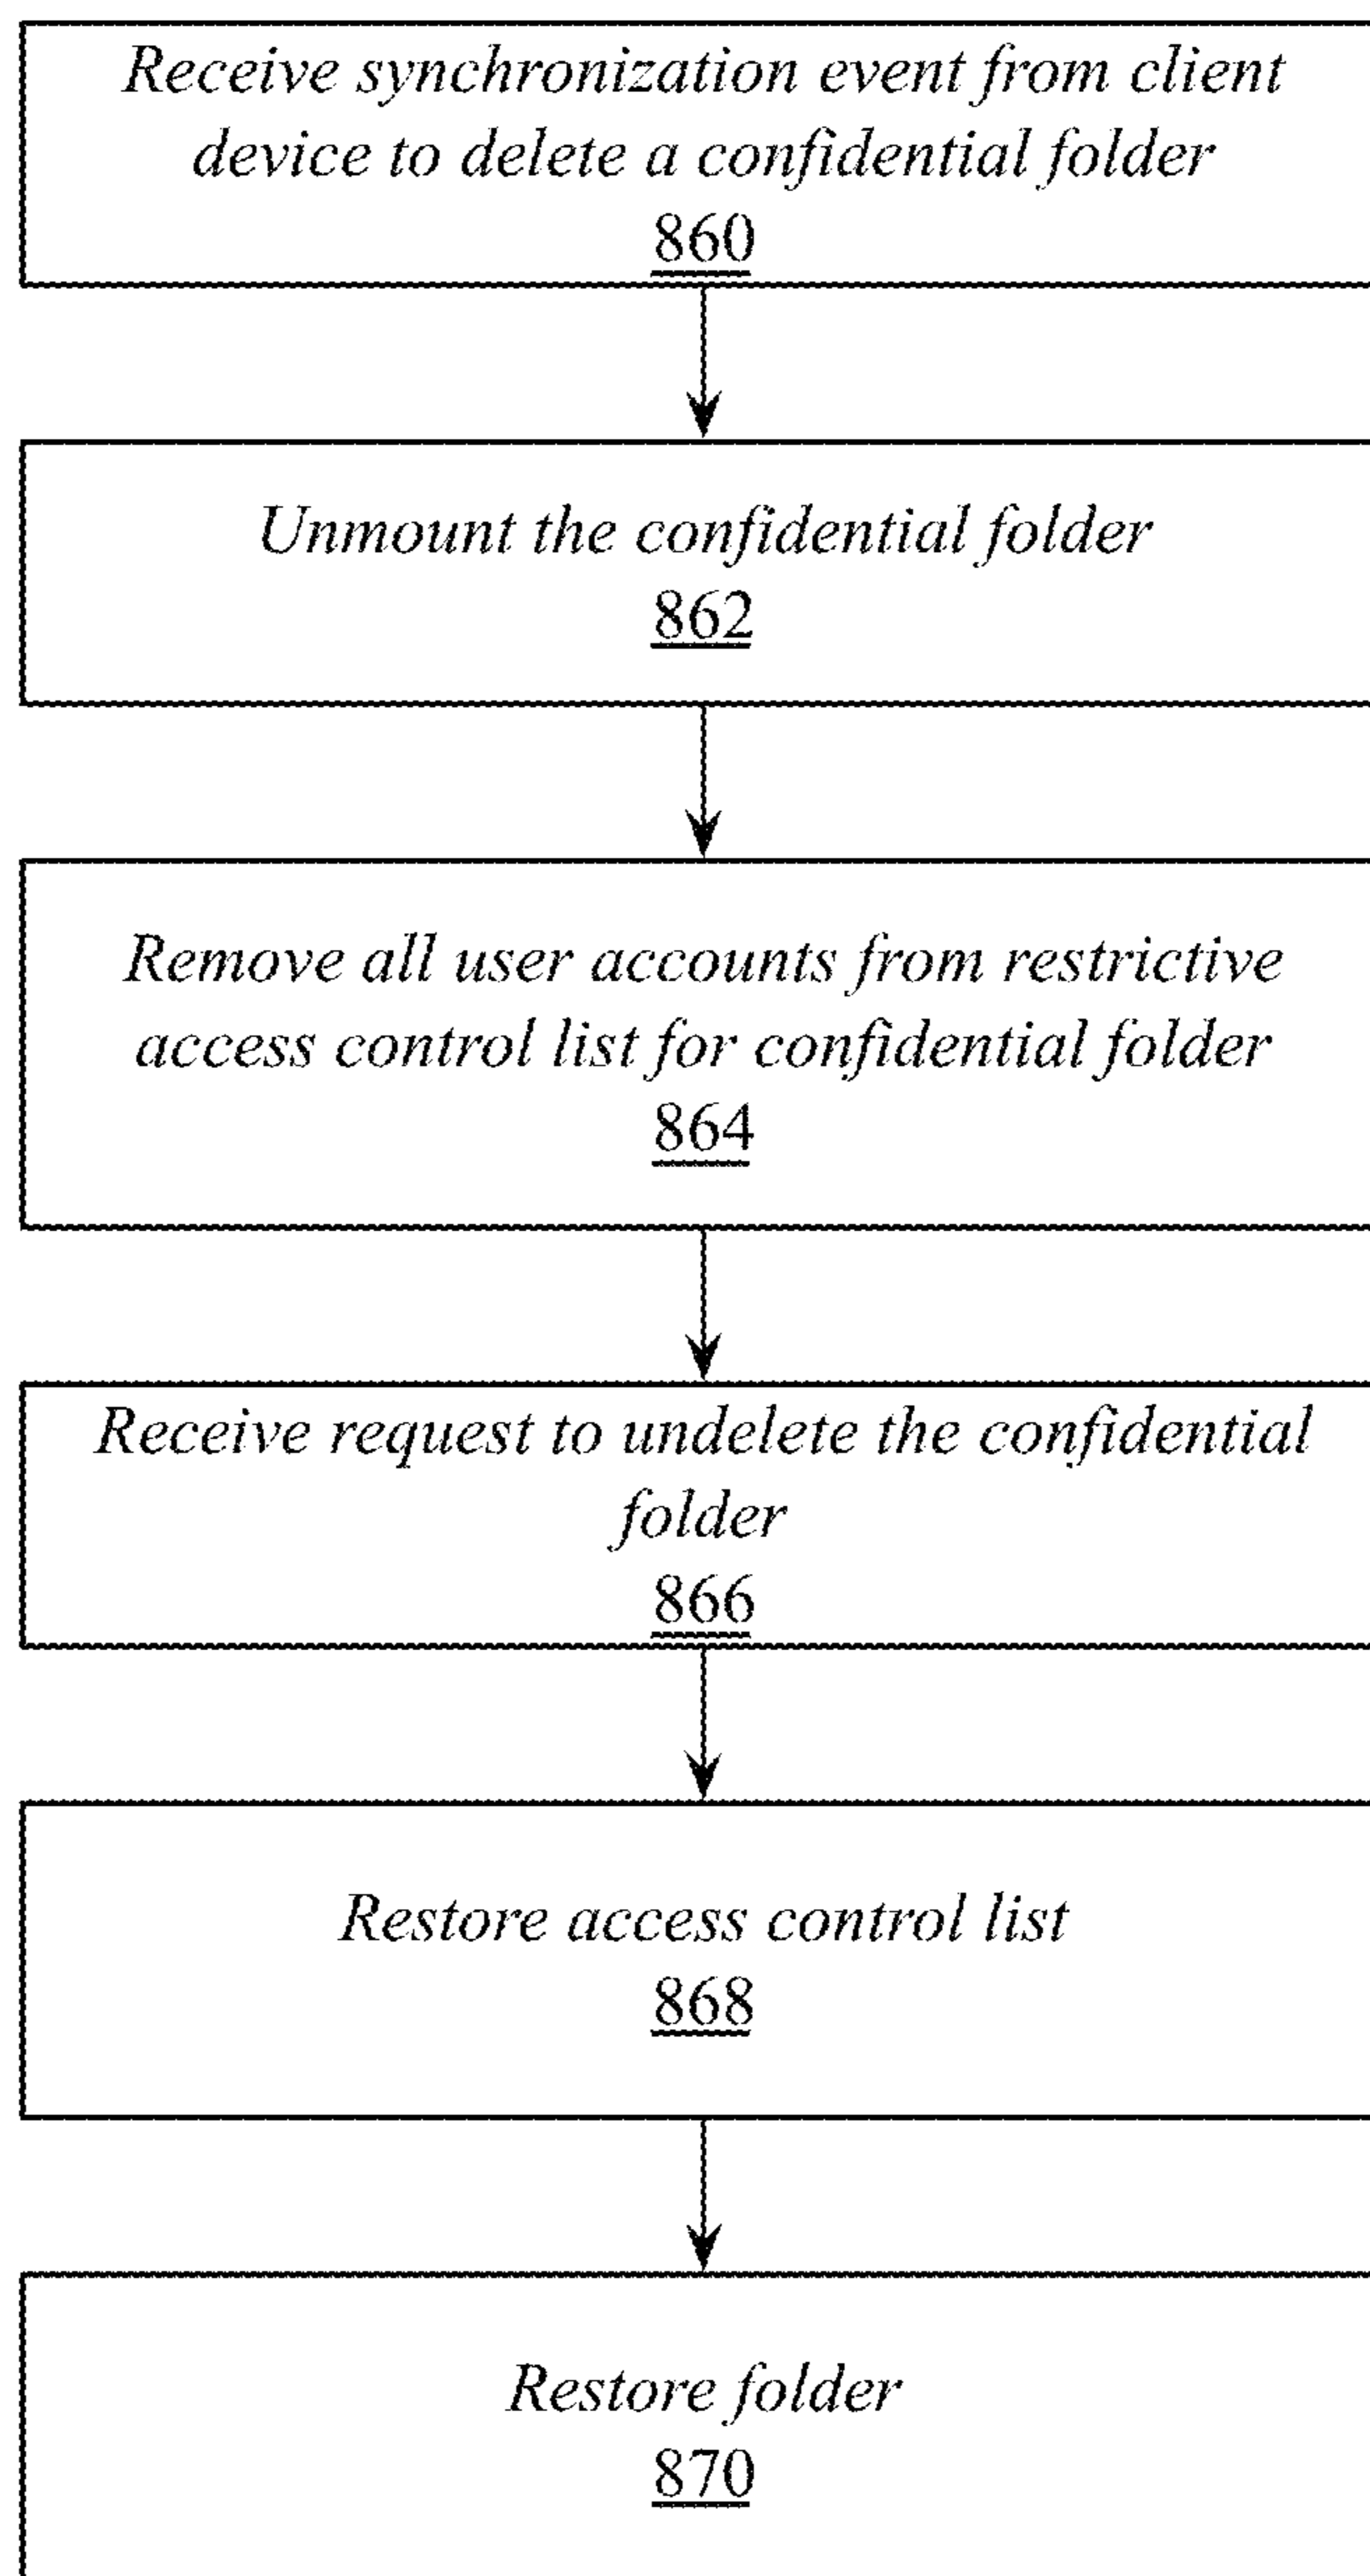 Receive synchronization event from client
device to delete a confidential folder
860
Unmount the confidential folder
862
Remove all user accounts from restrictive
access control list for confidential folder
864
Receive request to undelete the confidential
folder
866
Restore access control list
868
Restore folder
870